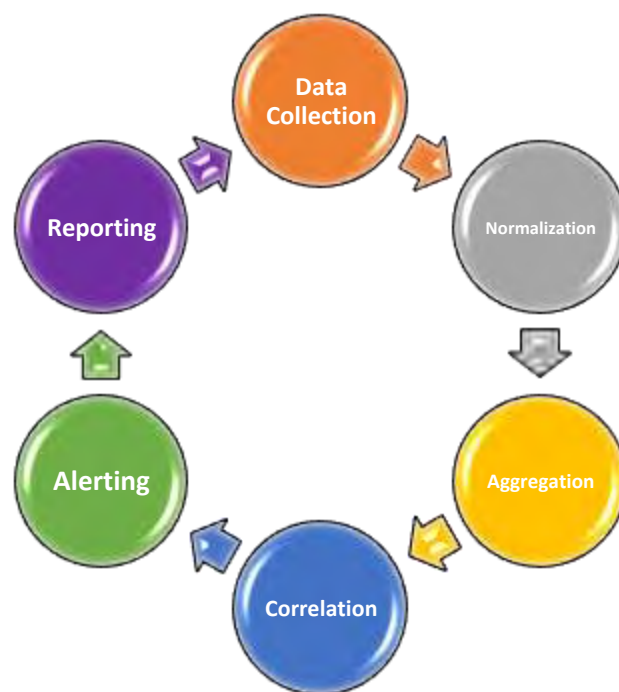 Data
Collection
Normalization
Aggregation
Correlation
Alerting
Reporting